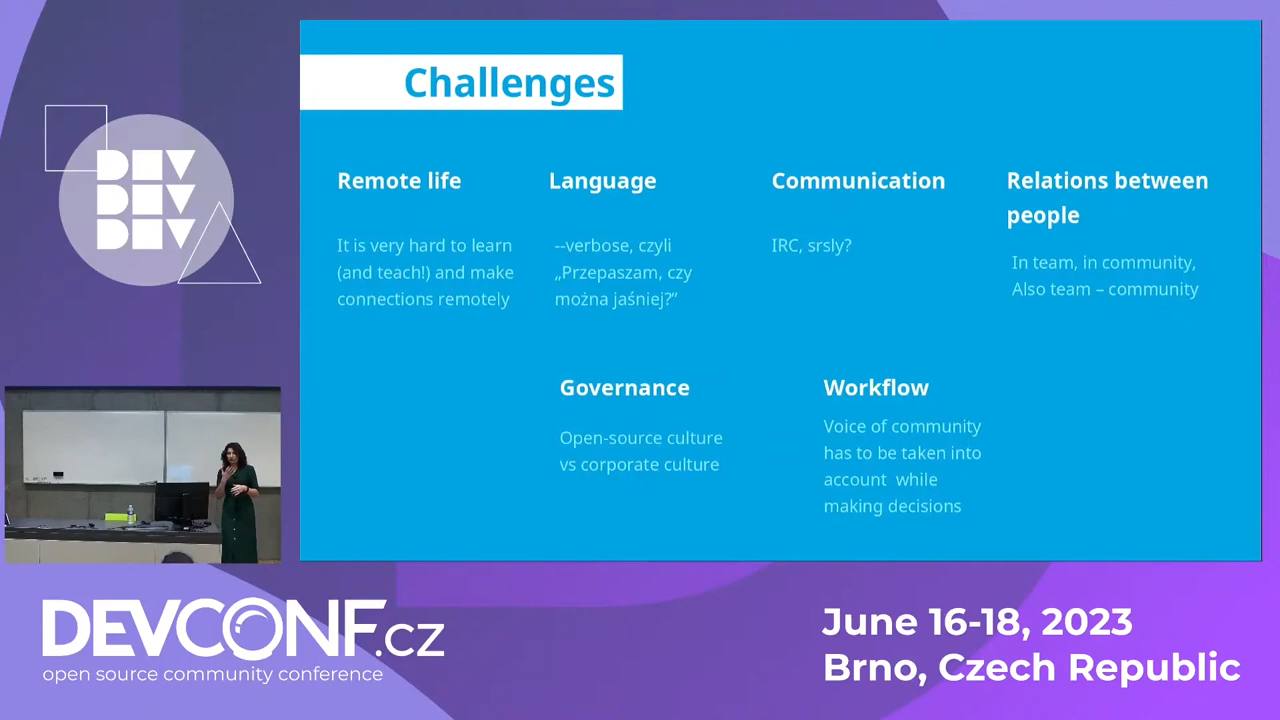 Challenges
Remote life
It is very hard to learn
(and teach!) and make
connections remotely
Language
--verbose, czyli
„Przepaszam, czy
można jaśniej?”
Communication
IRC, srsly?
Relations between
people
In team, in community,
Also team – community
Governance
Open-source culture
vs corporate culture
Workflow
Voice of community
has to be taken into
account  while
making decisions
DEV
DEV
DEV
DEVCONF.cz
open source community conference
June 16-18, 2023
Brno, Czech Republic